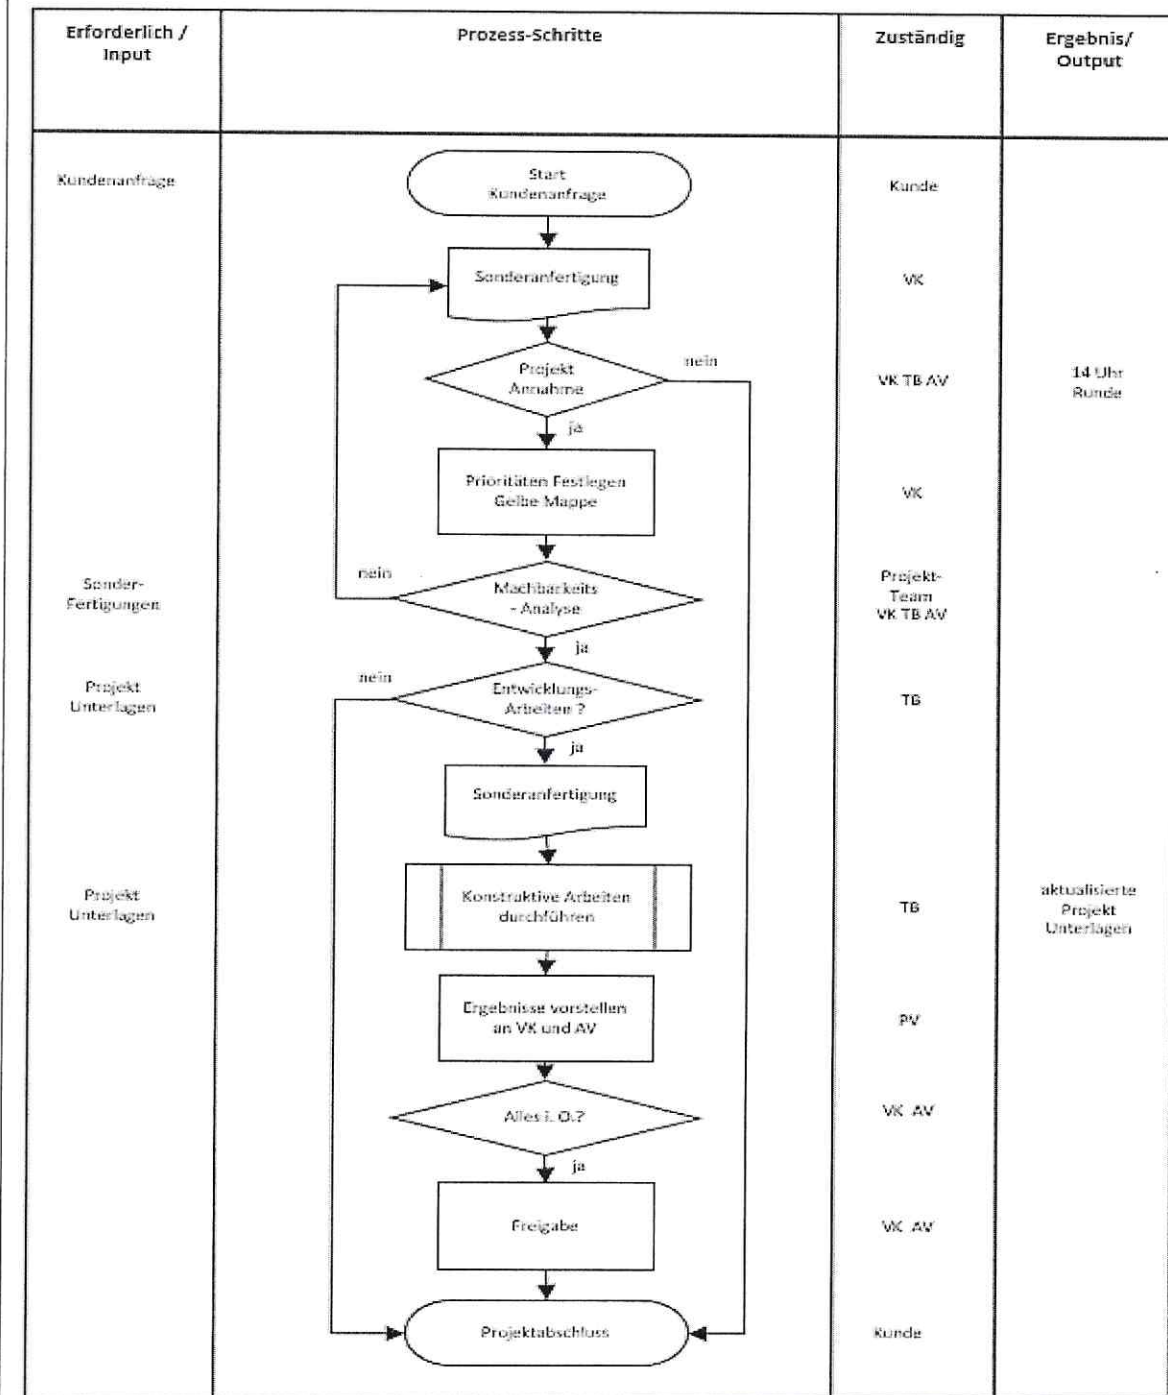 Erforderlich /
Input
Prozess-Schritte
Zuständig
Ergebnis/
Output
Kundenanfrage
Start
Kundenanfrage
Kunde
Sonderanfertigung
VK
Projekt
Annahme
nein
VK TB AV
14 Uhr
Runde
ja
Prioritäten Festlegen
Gelbe Mappe
VK
Sonder-
Fertigungen
nein
Machbarkeits
- Analyse
Projekt-
Team
VK TB AV
ja
Projekt
Unterlagen
nein
Entwicklungs-
Arbeiten ?
TB
ja
Sonderanfertigung
Projekt
Unterlagen
Konstruktive Arbeiten
durchführen
TB
aktualisierte
Projekt
Unterlagen
Ergebnisse vorstellen
an VK und AV
PV
Alles i. O.?
VK AV
ja
Freigabe
VK AV
Projektabschluss
Kunde